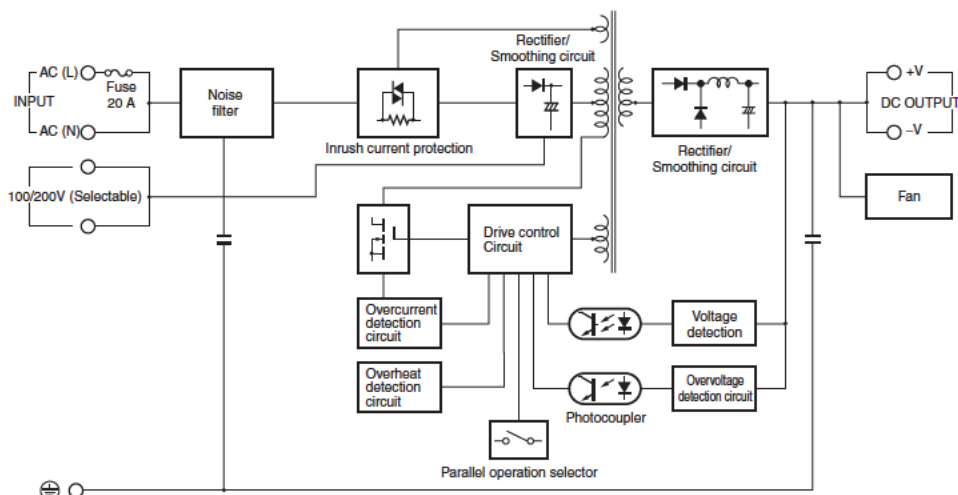 AC (L)
Fuse
20 A
INPUT
AC (N)
100/200V (Selectable)
Noise
filter
Inrush current protection
Rectifier/
Smoothing circuit
Rectifier/
Smoothing circuit
+V
DC OUTPUT
–V
Fan
Drive control
Circuit
Overcurrent
detection
circuit
Overheat
detection
circuit
Voltage
detection
Overvoltage
detection circuit
Photocoupler
Parallel operation selector